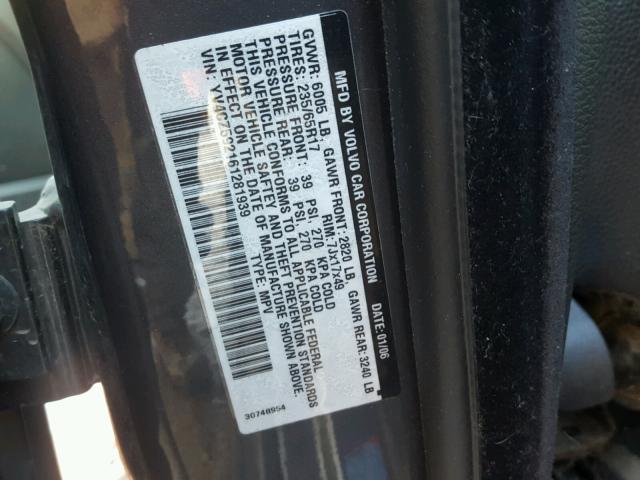 MFD BY VOLVO CAR CORPORATION DATE: 01/06
GVWR: 6005 LB. GAWR FRONT: 2820 LB GAWR REAR: 3240 LB
TIRES: 235/65R17 RIM: 7Jx17x49
PRESSURE FRONT: 39 PSI, 270 KPA COLD
PRESSURE REAR: 39 PSI, 270 KPA COLD
THIS VEHICLE CONFORMS TO ALL APPLICABLE FEDERAL
MOTOR VEHICLE SAFTEY AND THEFT PREVENTION STANDARDS
IN EFFECT ON THE DATE OF MANUFACTURE SHOWN ABOVE.
VIN: TYPE: MPV
30748954